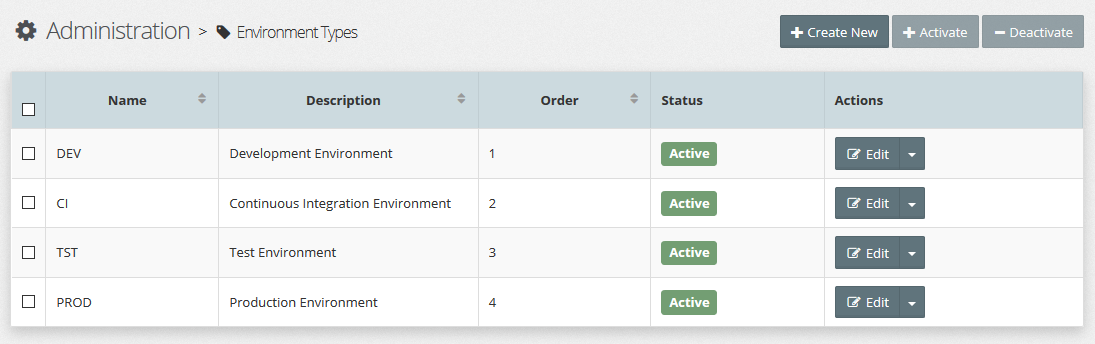 Administration > Environment Types
Create New Activate Deactivate
Name Description Order Status Actions
DEV Development Environment 1 Active Edit
CI Continuous Integration Environment 2 Active Edit
TST Test Environment 3 Active Edit
PROD Production Environment 4 Active Edit